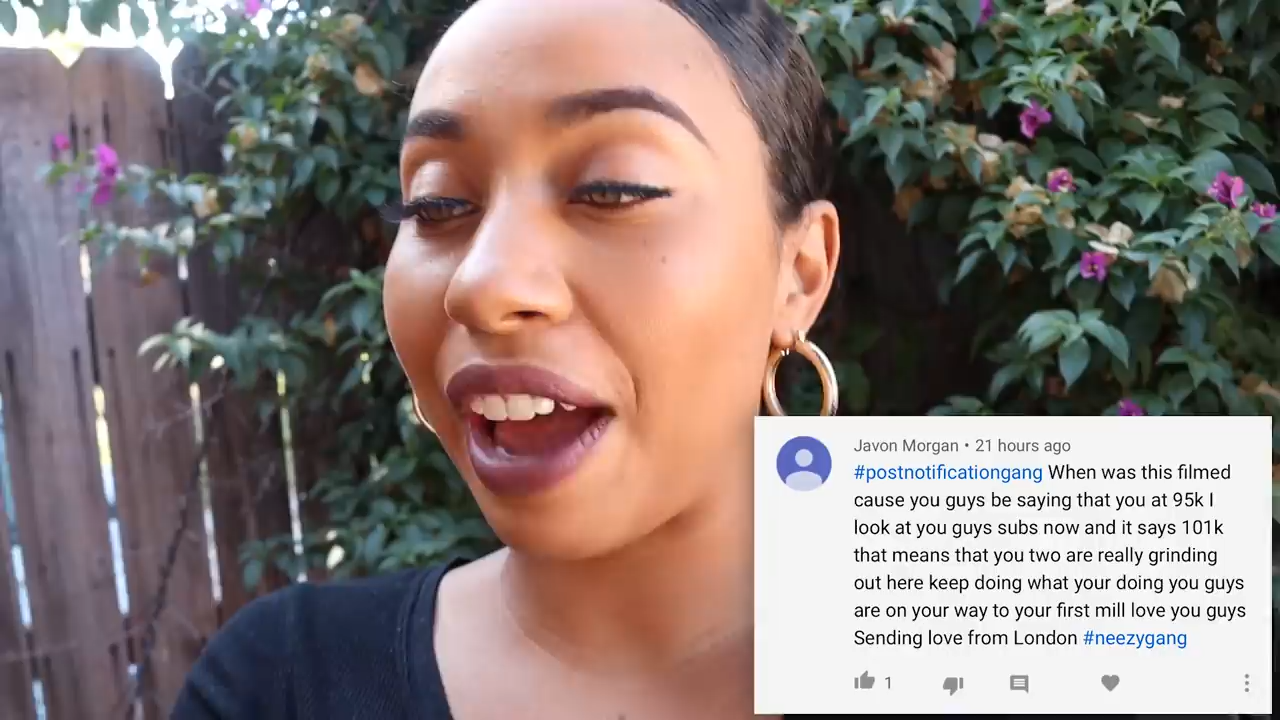 Javon Morgan • 21 hours ago
#postnotificationgang When was this filmed
cause you guys be saying that you at 95k I
look at you guys subs now and it says 101k
that means that you two are really grinding
out here keep doing what your doing you guys
are on your way to your first mill love you guys
Sending love from London #neezygang
1